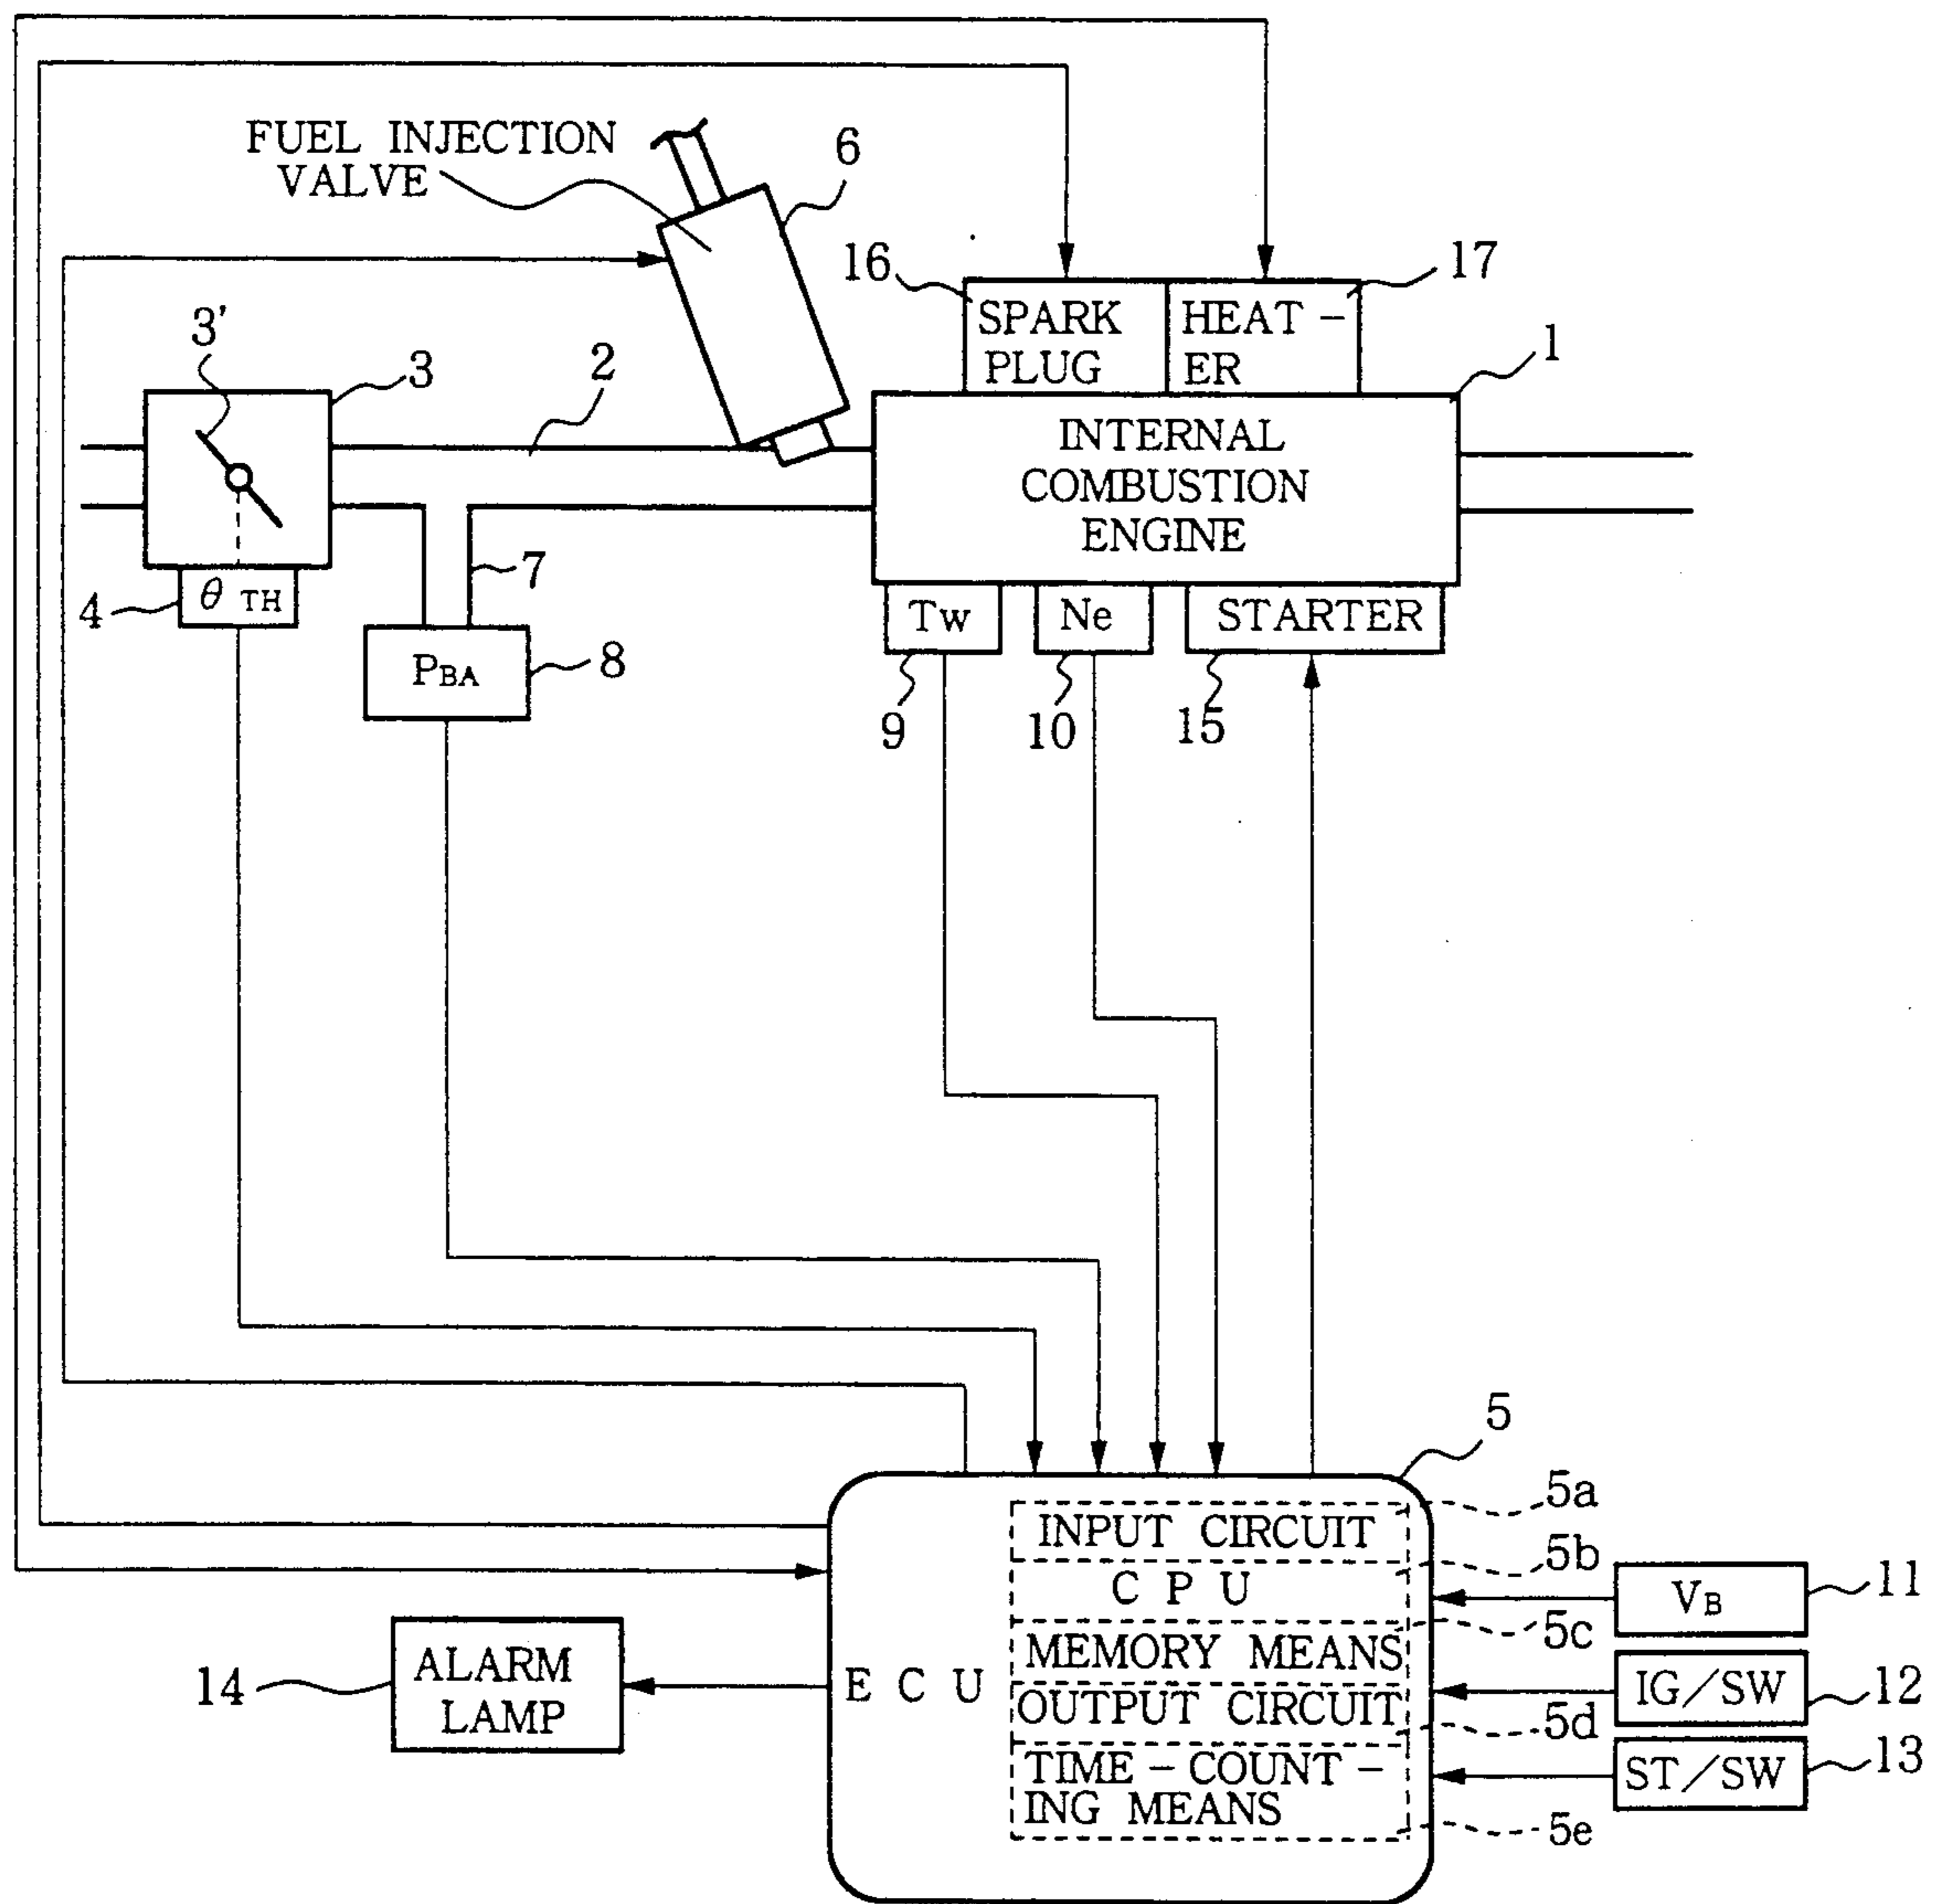 FUEL INJECTION
VALVE
6
16
17
SPARK
PLUG
HEAT-
ER
1
3'
3
2
INTERNAL
COMBUSTION
ENGINE
4
θ TH
7
PBA
8
Tw
Ne
STARTER
9
10
15
5
5a
INPUT CIRCUIT
5b
CPU
VB
11
5c
MEMORY MEANS
14
ALARM
LAMP
ECU
OUTPUT CIRCUIT
5d
IG/SW
12
TIME-COUNT-
ING MEANS
5e
ST/SW
13